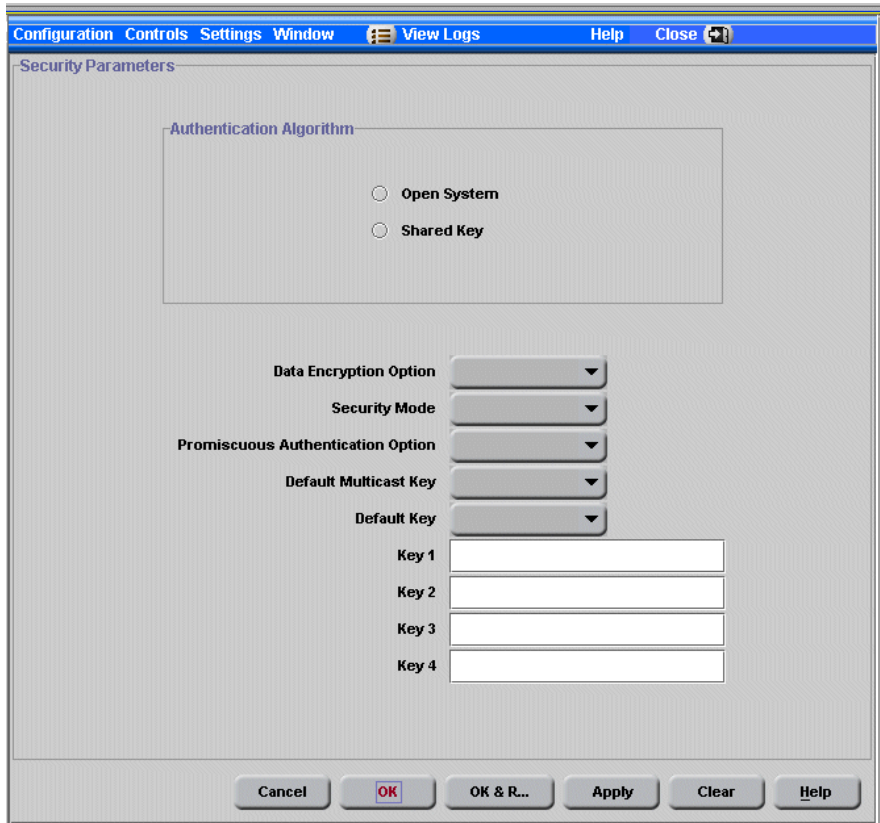 Configuration Controls Settings Window View Logs Help Close
Security Parameters
Authentication Algorithm
Open System
Shared Key
Data Encryption Option
Security Mode
Promiscuous Authentication Option
Default Multicast Key
Default Key
Key 1
Key 2
Key 3
Key 4
Cancel OK OK & R... Apply Clear Help